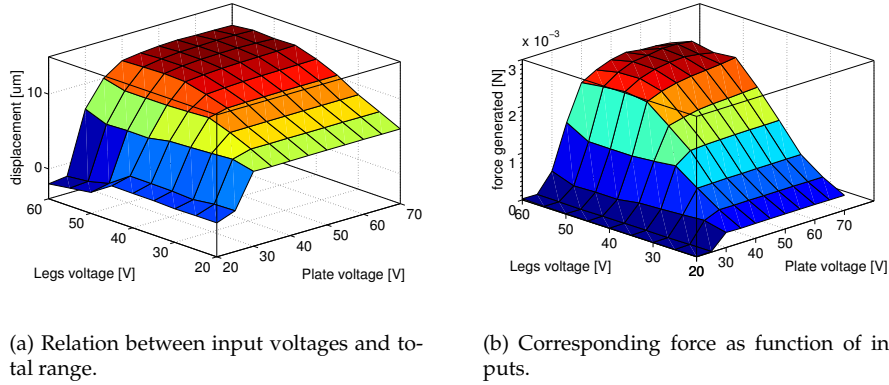 displacement [um]
10
0
60
50
40
30
20
Legs voltage [V]
20
30
40
50
60
70
Plate voltage [V]
x 10⁻³
force generated [N]
3
2
1
0
60
50
40
30
20
Legs voltage [V]
20
30
40
50
60
70
Plate voltage [V]
(a) Relation between input voltages and to-
tal range.
(b) Corresponding force as function of in
puts.